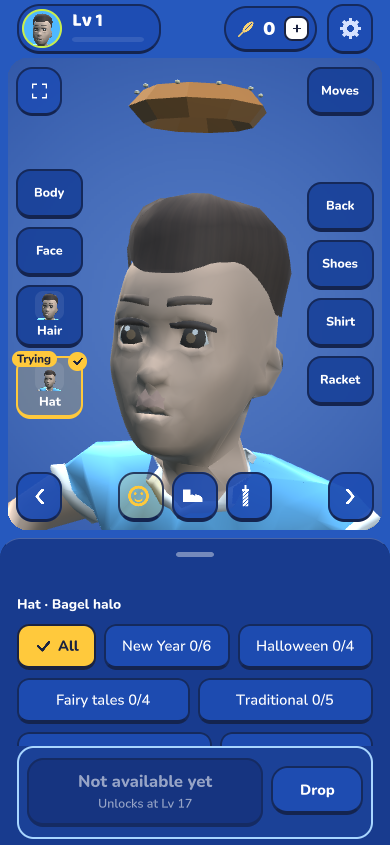 Lv 1
0
+
Moves
Body
Back
Face
Shoes
Hair
Shirt
Trying
Hat
Racket
Hat · Bagel halo
All
New Year 0/6
Halloween 0/4
Fairy tales 0/4
Traditional 0/5
Not available yet
Unlocks at Lv 17
Drop